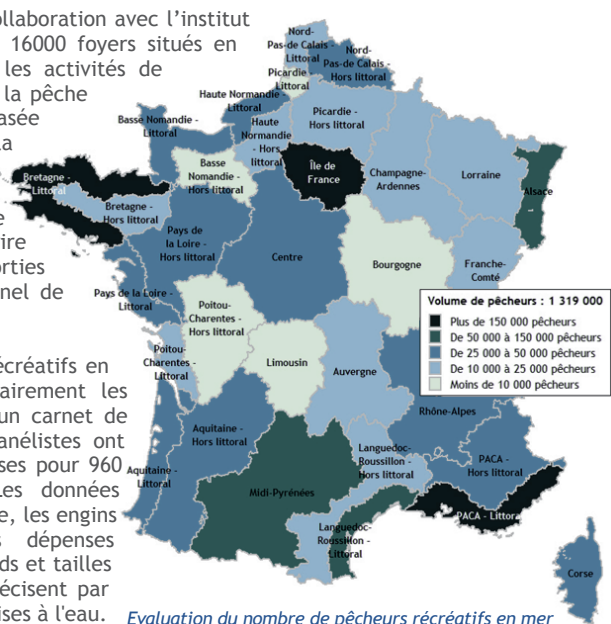 ollaboration avec l’institut
16000 foyers situés en
les activités de
la pêche
asée
la
e
ire
orties
nel de
écréatifs en
airement les
un carnet de
anélistes ont
ses pour 960
Les données
e, les engins
s dépenses
ds et tailles
écisent par
ises à l'eau.
Nord-
Pas-de Calais -
Littoral
Nord-
Pas-de Calais -
Hors littoral
Picardie
Littoral
Haute Normandie -
Littoral
Picardie -
Hors littoral
Basse Nomandie -
Littoral
Haute
Normandie
- Hors
littoral
Basse
Nomandie -
Hors littoral
Île de
France
Champagne-
Ardennes
Lorraine
Alsace
Bretagne -
Littoral
Bretagne -
Hors littoral
Pays de
la Loire -
Hors littoral
Centre
Bourgogne
Franche-
Comté
Pays de la Loire -
Littoral
Poitou-
Charentes -
Hors littoral
Poitou
Charentes -
Littoral
Limousin
Auvergne
Rhône-Alpes
Aquitaine -
Hors littoral
Aquitaine -
Littoral
Midi-Pyrénées
Languedoc-
Roussillon -
Hors littoral
Languedoc-
Roussillon -
Littoral
PACA -
Hors littoral
PACA - Littoral
Corse
Volume de pêcheurs : 1 319 000
Plus de 150 000 pêcheurs
De 50 000 à 150 000 pêcheurs
De 25 000 à 50 000 pêcheurs
De 10 000 à 25 000 pêcheurs
Moins de 10 000 pêcheurs
Evaluation du nombre de pêcheurs récréatifs en mer